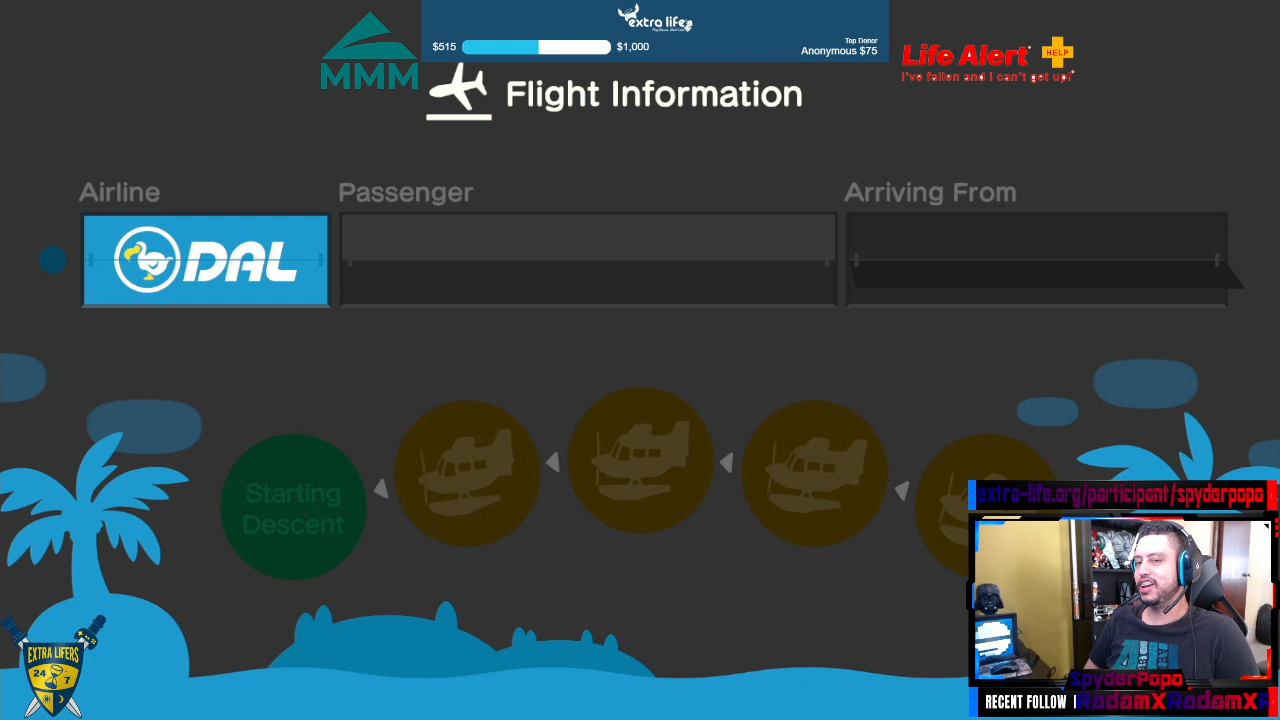 extra life
$515
$1,000
Top Donor
Anonymous $75
MMM
Life Alert
HELP
I've fallen and I can't get up!
Flight Information
Airline
Passenger
Arriving From
DAL
Starting
Descent
extra-life.org/participant/spyderpopo
EXTRA LIFERS
24 7
SpyderPopo
RECENT FOLLOW
RadamX RadamX